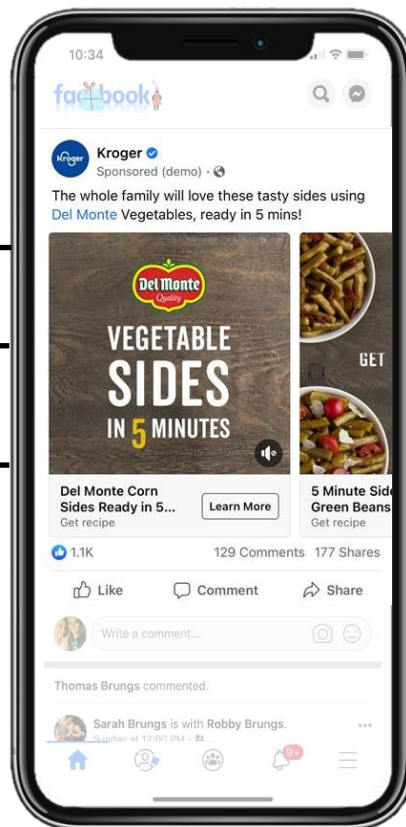 10:34
facebook
Kroger
Kroger
Sponsored (demo) ·
The whole family will love these tasty sides using
Del Monte Vegetables, ready in 5 mins!
Del Monte
Quality
VEGETABLE
SIDES
IN 5 MINUTES
GET
Del Monte Corn
Sides Ready in 5...
Get recipe
Learn More
5 Minute Side
Green Beans
Get recipe
1.1K
129 Comments 177 Shares
Like
Comment
Share
Write a comment...
Thomas Brungs commented.
Sarah Brungs is with Robby Brungs.
Sunday at 12:00 PM ·
9+